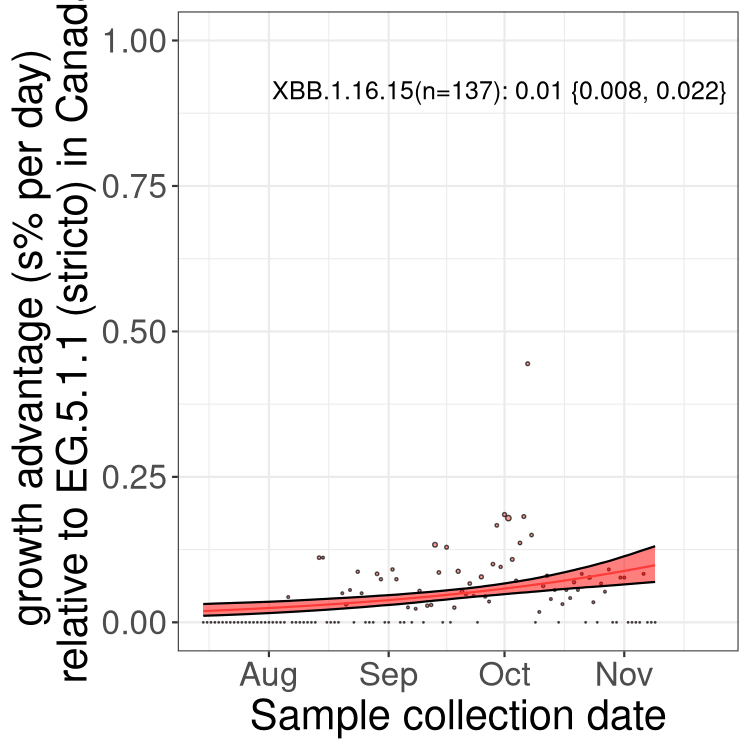 growth advantage (s% per day)
relative to EG.5.1.1 (stricto) in Canada
1.00
0.75
0.50
0.25
0.00
XBB.1.16.15(n=137): 0.01 {0.008, 0.022}
Aug Sep Oct Nov
Sample collection date